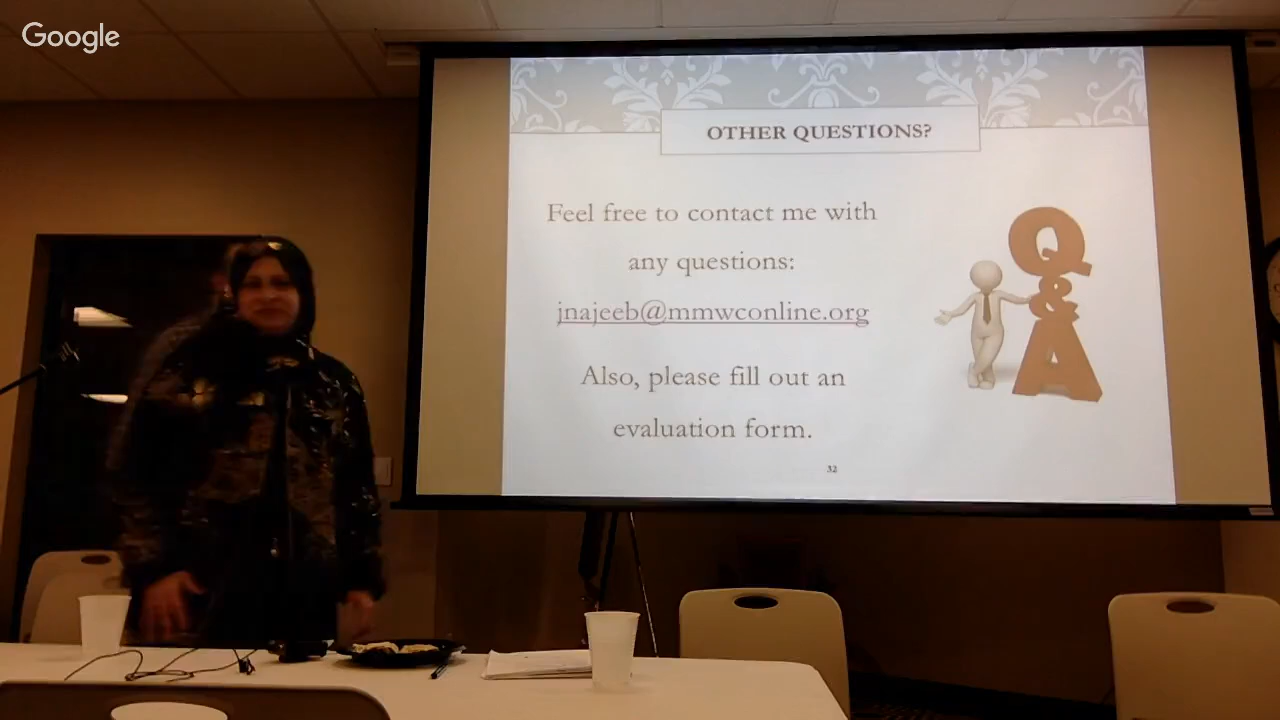 Google
OTHER QUESTIONS?
Feel free to contact me with
any questions:
jnajeeb@mmwconline.org
Also, please fill out an
evaluation form.
32
Q
&
A